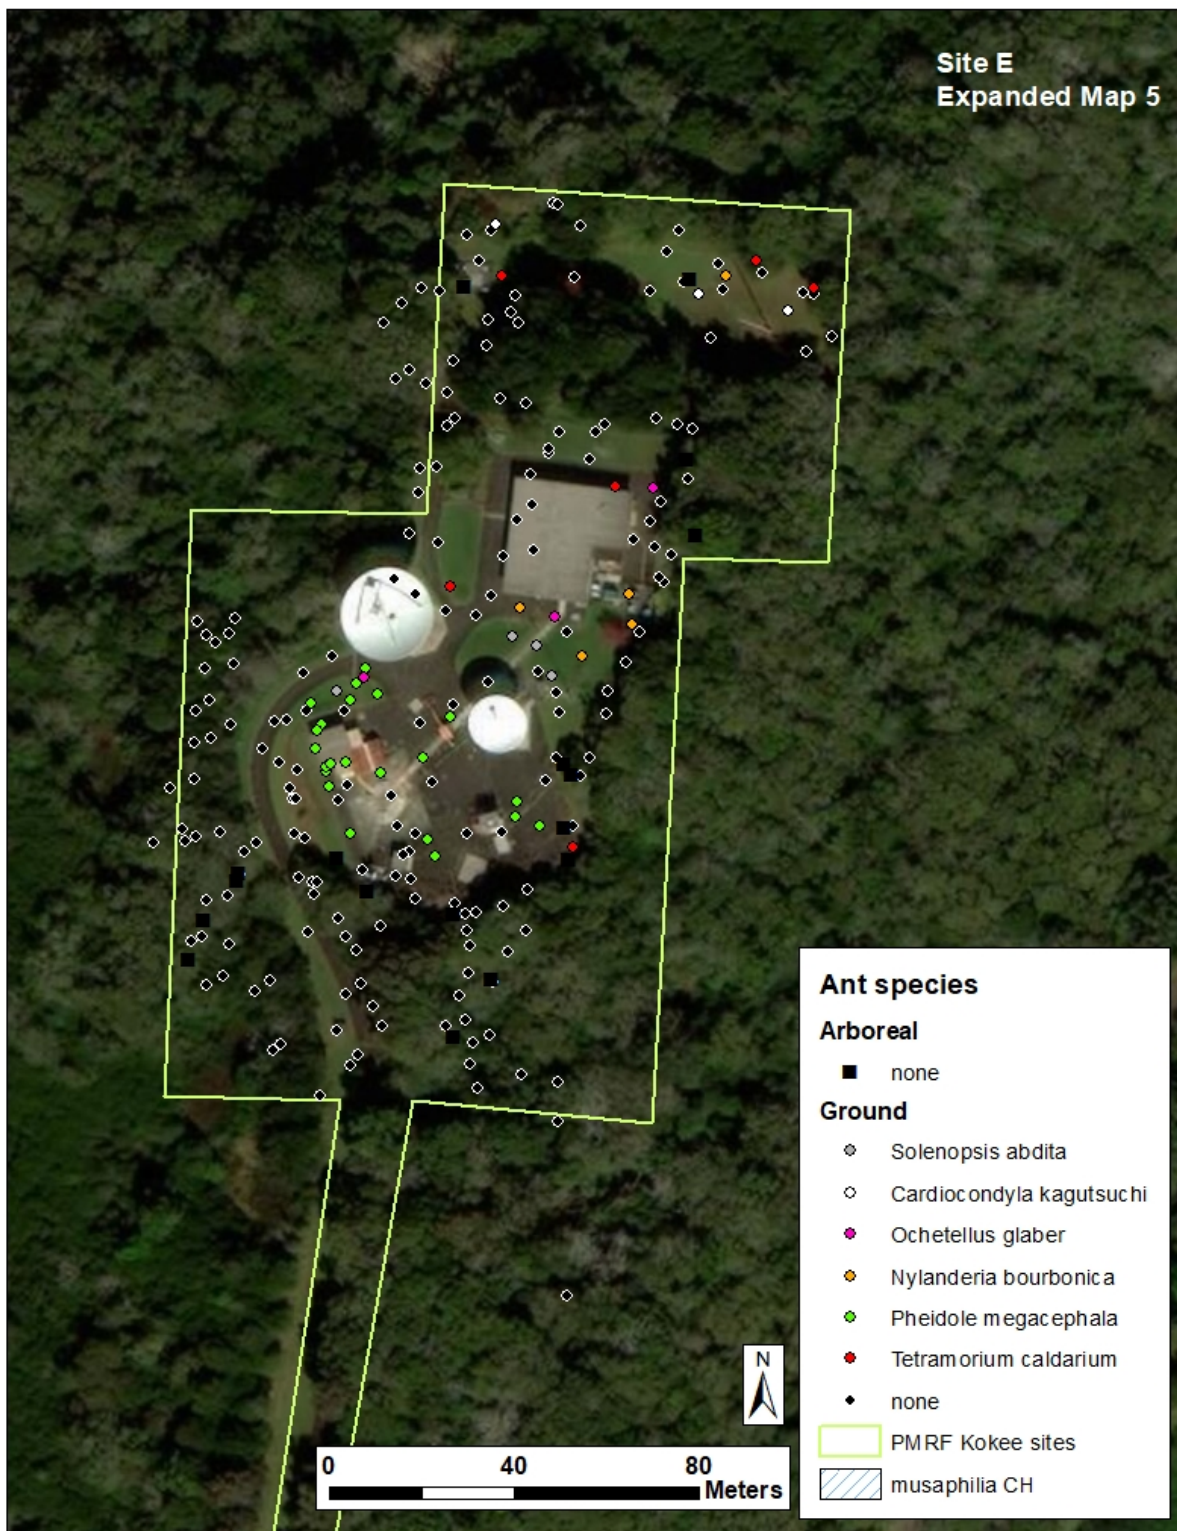 Site E
Expanded Map 5
Ant species
Arboreal
none
Ground
Solenopsis abdita
Cardiocondyla kagutsuchi
Ochetellus glaber
Nylanderia bourbonica
Pheidole megacephala
Tetramorium caldarium
none
PMRF Kokee sites
musaphilia CH
N
0 40 80
Meters